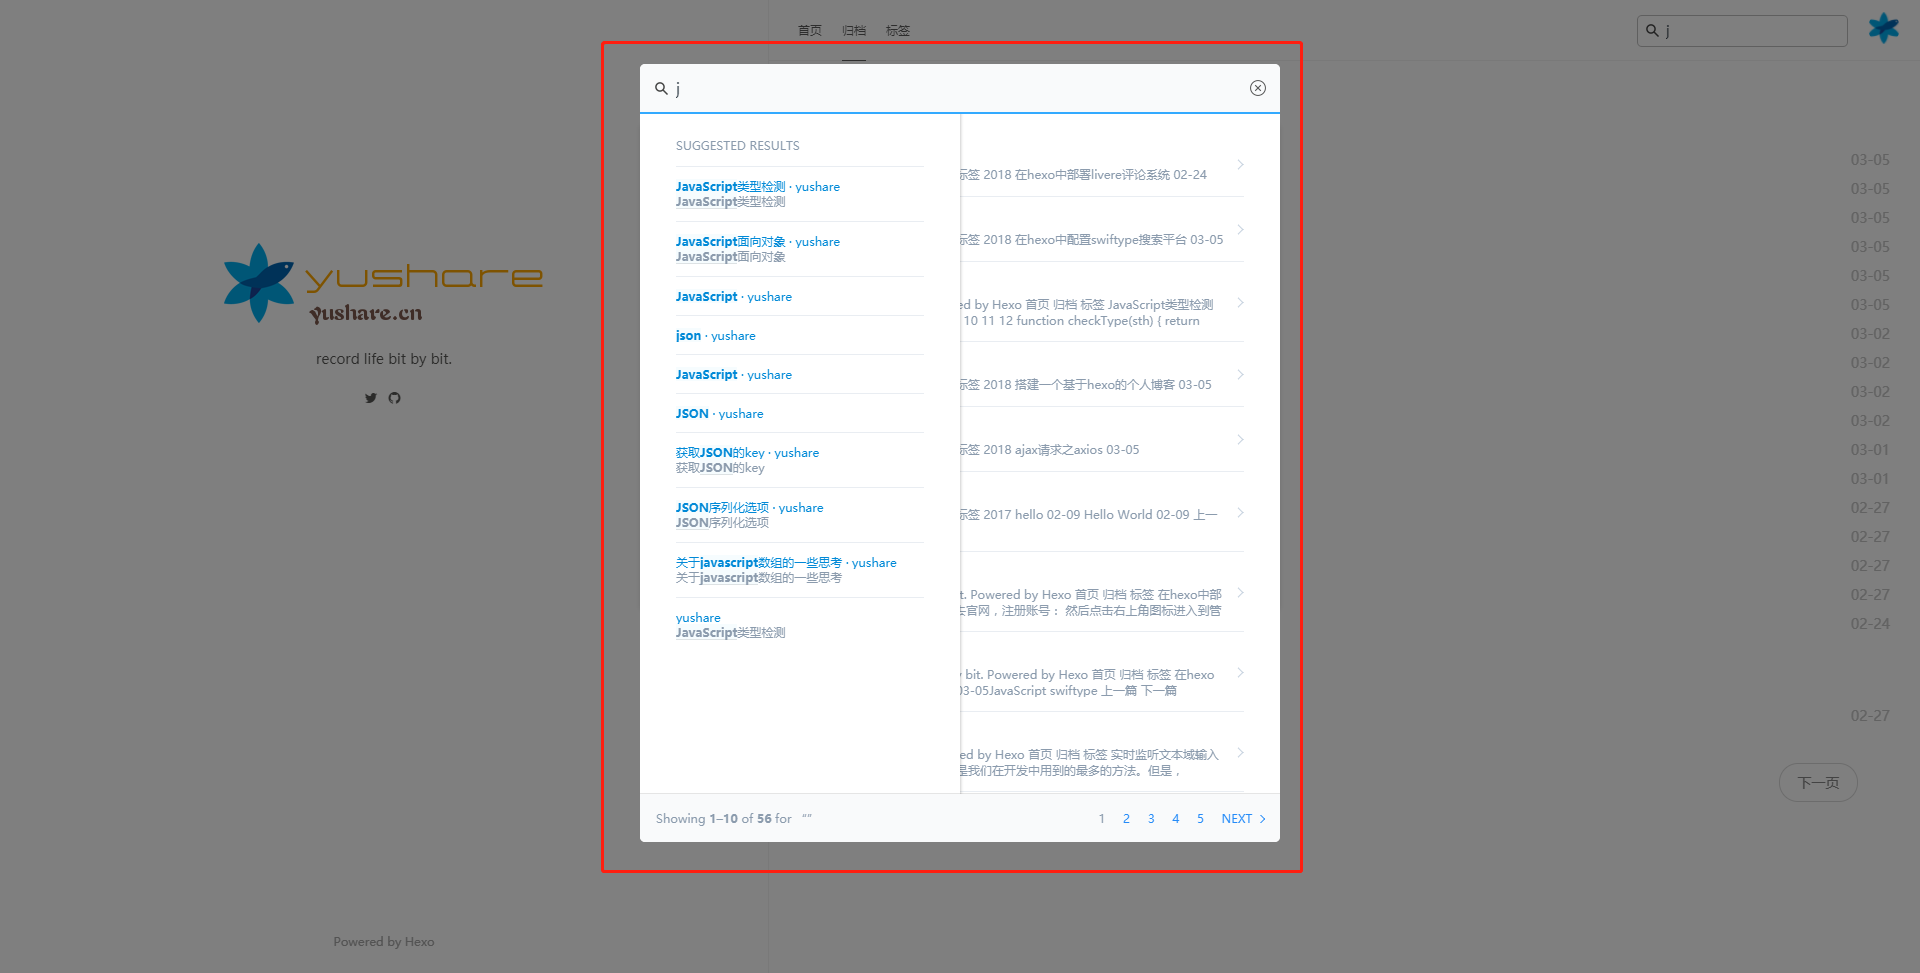 首页 归档 标签
j
yushare
yushare.cn
record life bit by bit.
Powered by Hexo
j
SUGGESTED RESULTS
JavaScript类型检测 · yushare
JavaScript类型检测
JavaScript面向对象 · yushare
JavaScript面向对象
JavaScript · yushare
json · yushare
JavaScript · yushare
JSON · yushare
获取JSON的key · yushare
获取JSON的key
JSON序列化选项 · yushare
JSON序列化选项
关于javascript数组的一些思考 · yushare
关于javascript数组的一些思考
yushare
JavaScript类型检测
标签 2018 在hexo中部署livere评论系统 02-24
标签 2018 在hexo中配置swiftype搜索平台 03-05
ed by Hexo 首页 归档 标签 JavaScript类型检测
10 11 12 function checkType(sth) { return
标签 2018 搭建一个基于hexo的个人博客 03-05
标签 2018 ajax请求之axios 03-05
标签 2017 hello 02-09 Hello World 02-09 上一
t. Powered by Hexo 首页 归档 标签 在hexo中部
去官网，注册账号： 然后点击右上角图标进入到管
bit. Powered by Hexo 首页 归档 标签 在hexo
03-05JavaScript swiftype 上一篇 下一篇
ed by Hexo 首页 归档 标签 实时监听文本域输入
是我们在开发中用到的最多的方法。但是，
Showing 1–10 of 56 for “”
1 2 3 4 5 NEXT
03-05
03-05
03-05
03-05
03-05
03-05
03-02
03-02
03-02
03-02
03-01
03-01
02-27
02-27
02-27
02-27
02-24
02-27
下一页